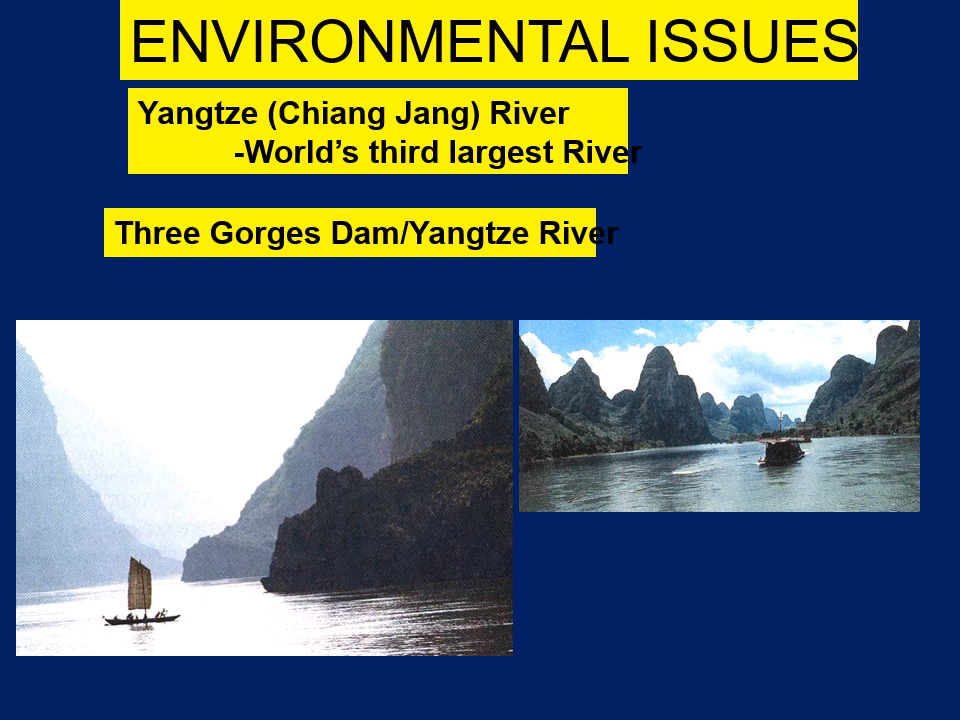 ENVIRONMENTAL ISSUES
Yangtze (Chiang Jang) River
-World’s third largest River
Three Gorges Dam/Yangtze River